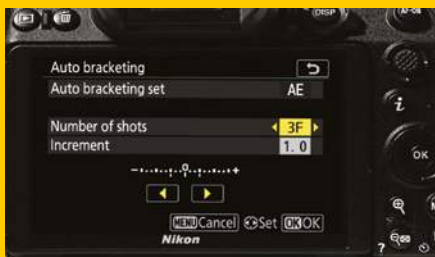 DISP
AF-ON
Auto bracketing
Auto bracketing set AE
Number of shots 3F
Increment 1. 0
- 0 +
MENU Cancel Set OK OK
Nikon
i
OK
?